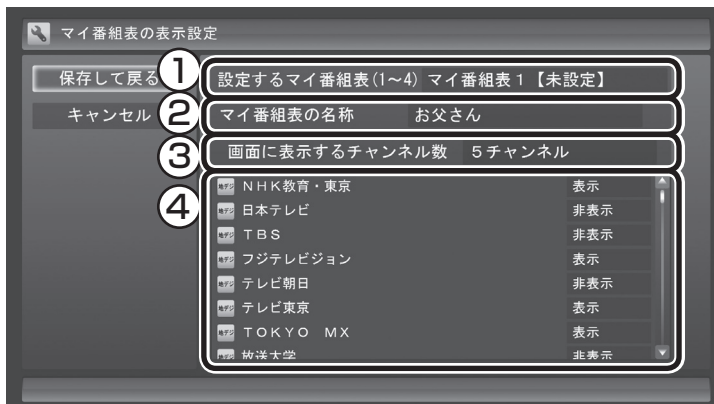 マイ番組表の表示設定
保存して戻る
キャンセル
① 設定するマイ番組表(1~4) マイ番組表1【未設定】
② マイ番組表の名称 お父さん
③ 画面に表示するチャンネル数 5チャンネル
④
地デジ NHK教育・東京 表示
地デジ 日本テレビ 非表示
地デジ TBS 非表示
地デジ フジテレビジョン 表示
地デジ テレビ朝日 非表示
地デジ テレビ東京 表示
地デジ TOKYO MX 表示
地デジ 放送大学 非表示